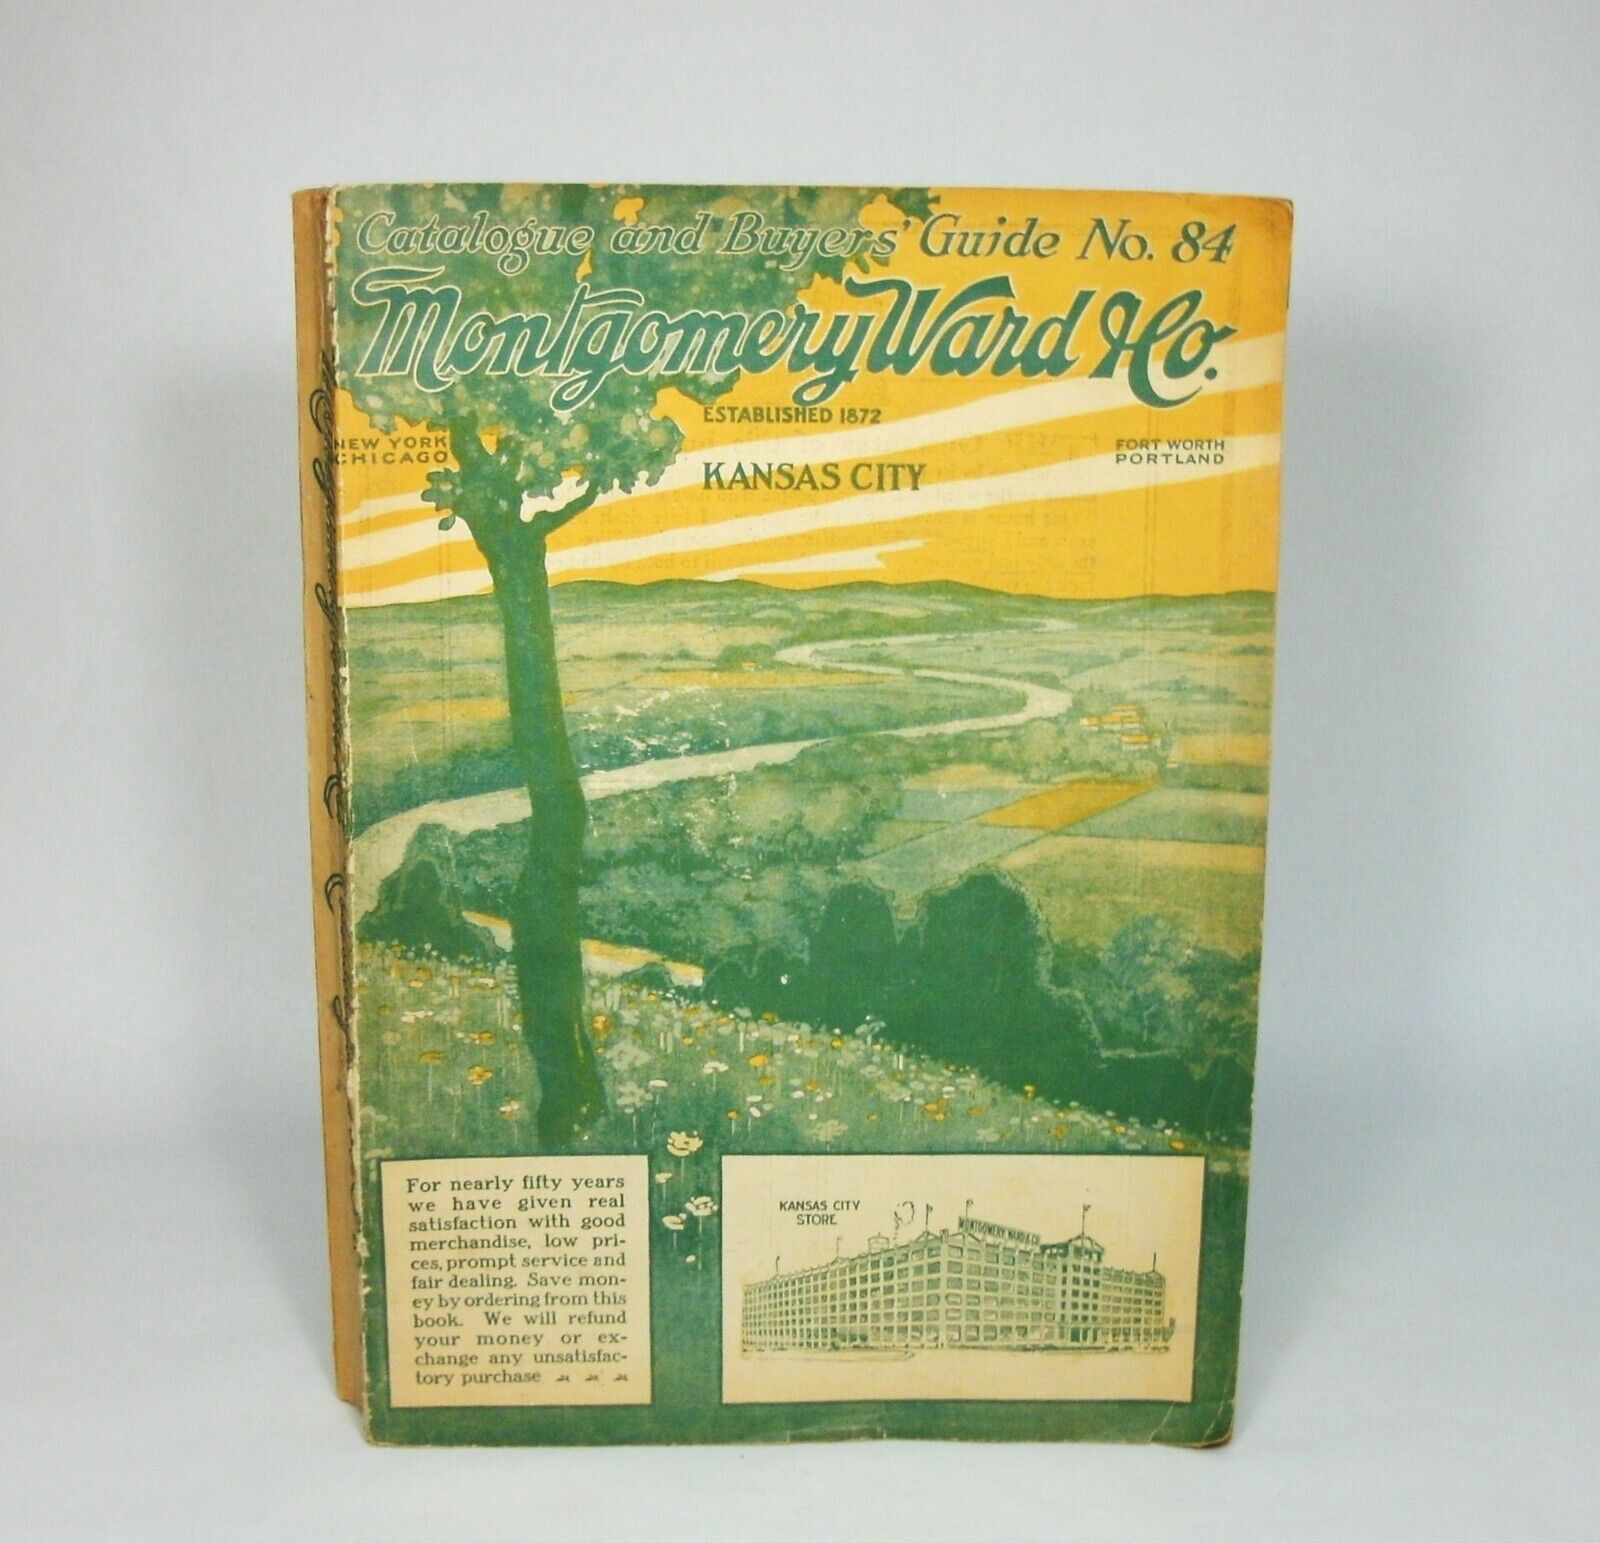 Catalogue and Buyers' Guide No. 84
Montgomery Ward & Co.
ESTABLISHED 1872
NEW YORK
CHICAGO
FORT WORTH
PORTLAND
KANSAS CITY
For nearly fifty years
we have given real
satisfaction with good
merchandise, low pri-
ces, prompt service and
fair dealing. Save mon-
ey by ordering from this
book. We will refund
your money or ex-
change any unsatisfac-
tory purchase
KANSAS CITY
STORE
MONTGOMERY WARD & CO.